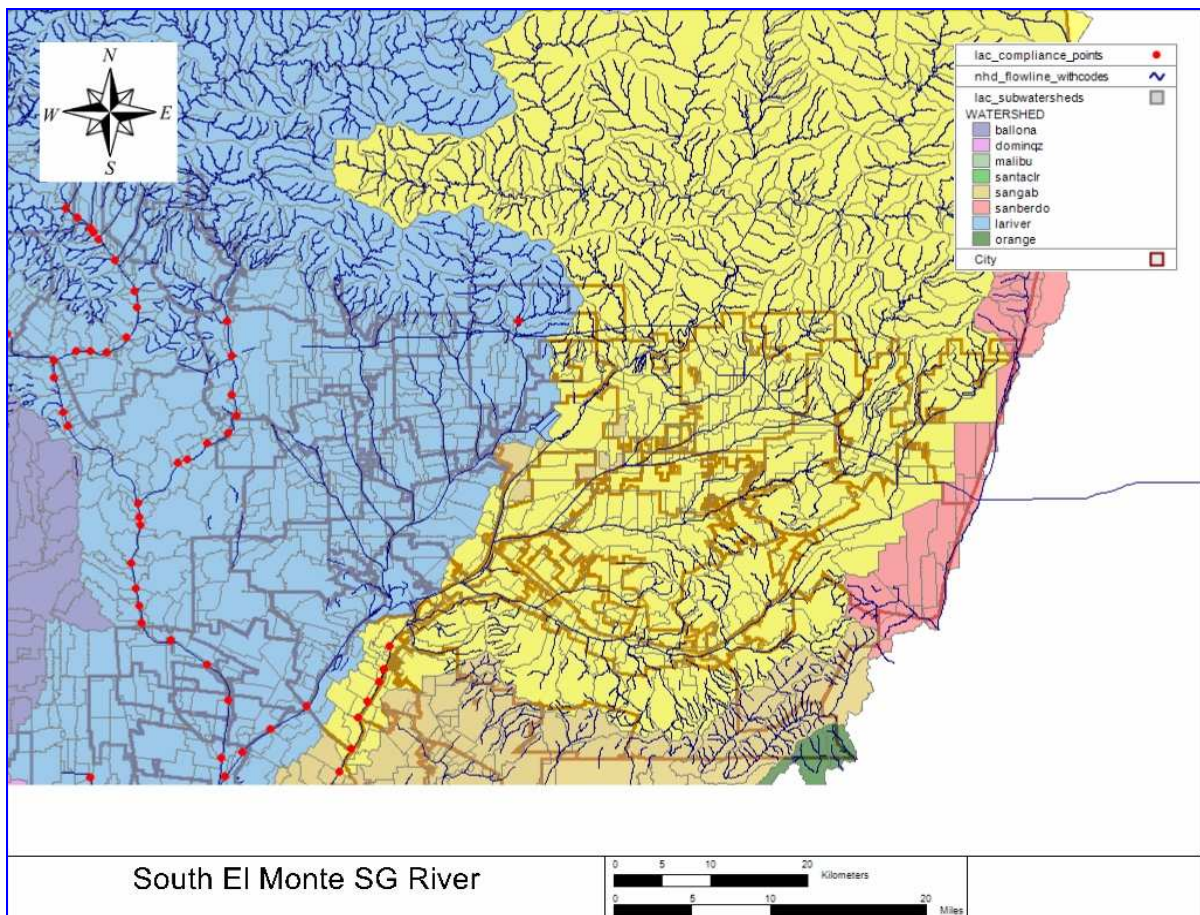 N
W E
S
lac_compliance_points
nhd_flowline_withcodes
lac_subwatersheds
WATERSHED
ballona
dominqz
malibu
santaclr
sangab
sanberdo
lariver
orange
City
South El Monte SG River
0 5 10 20
Kilometers
0 5 10 20
Miles